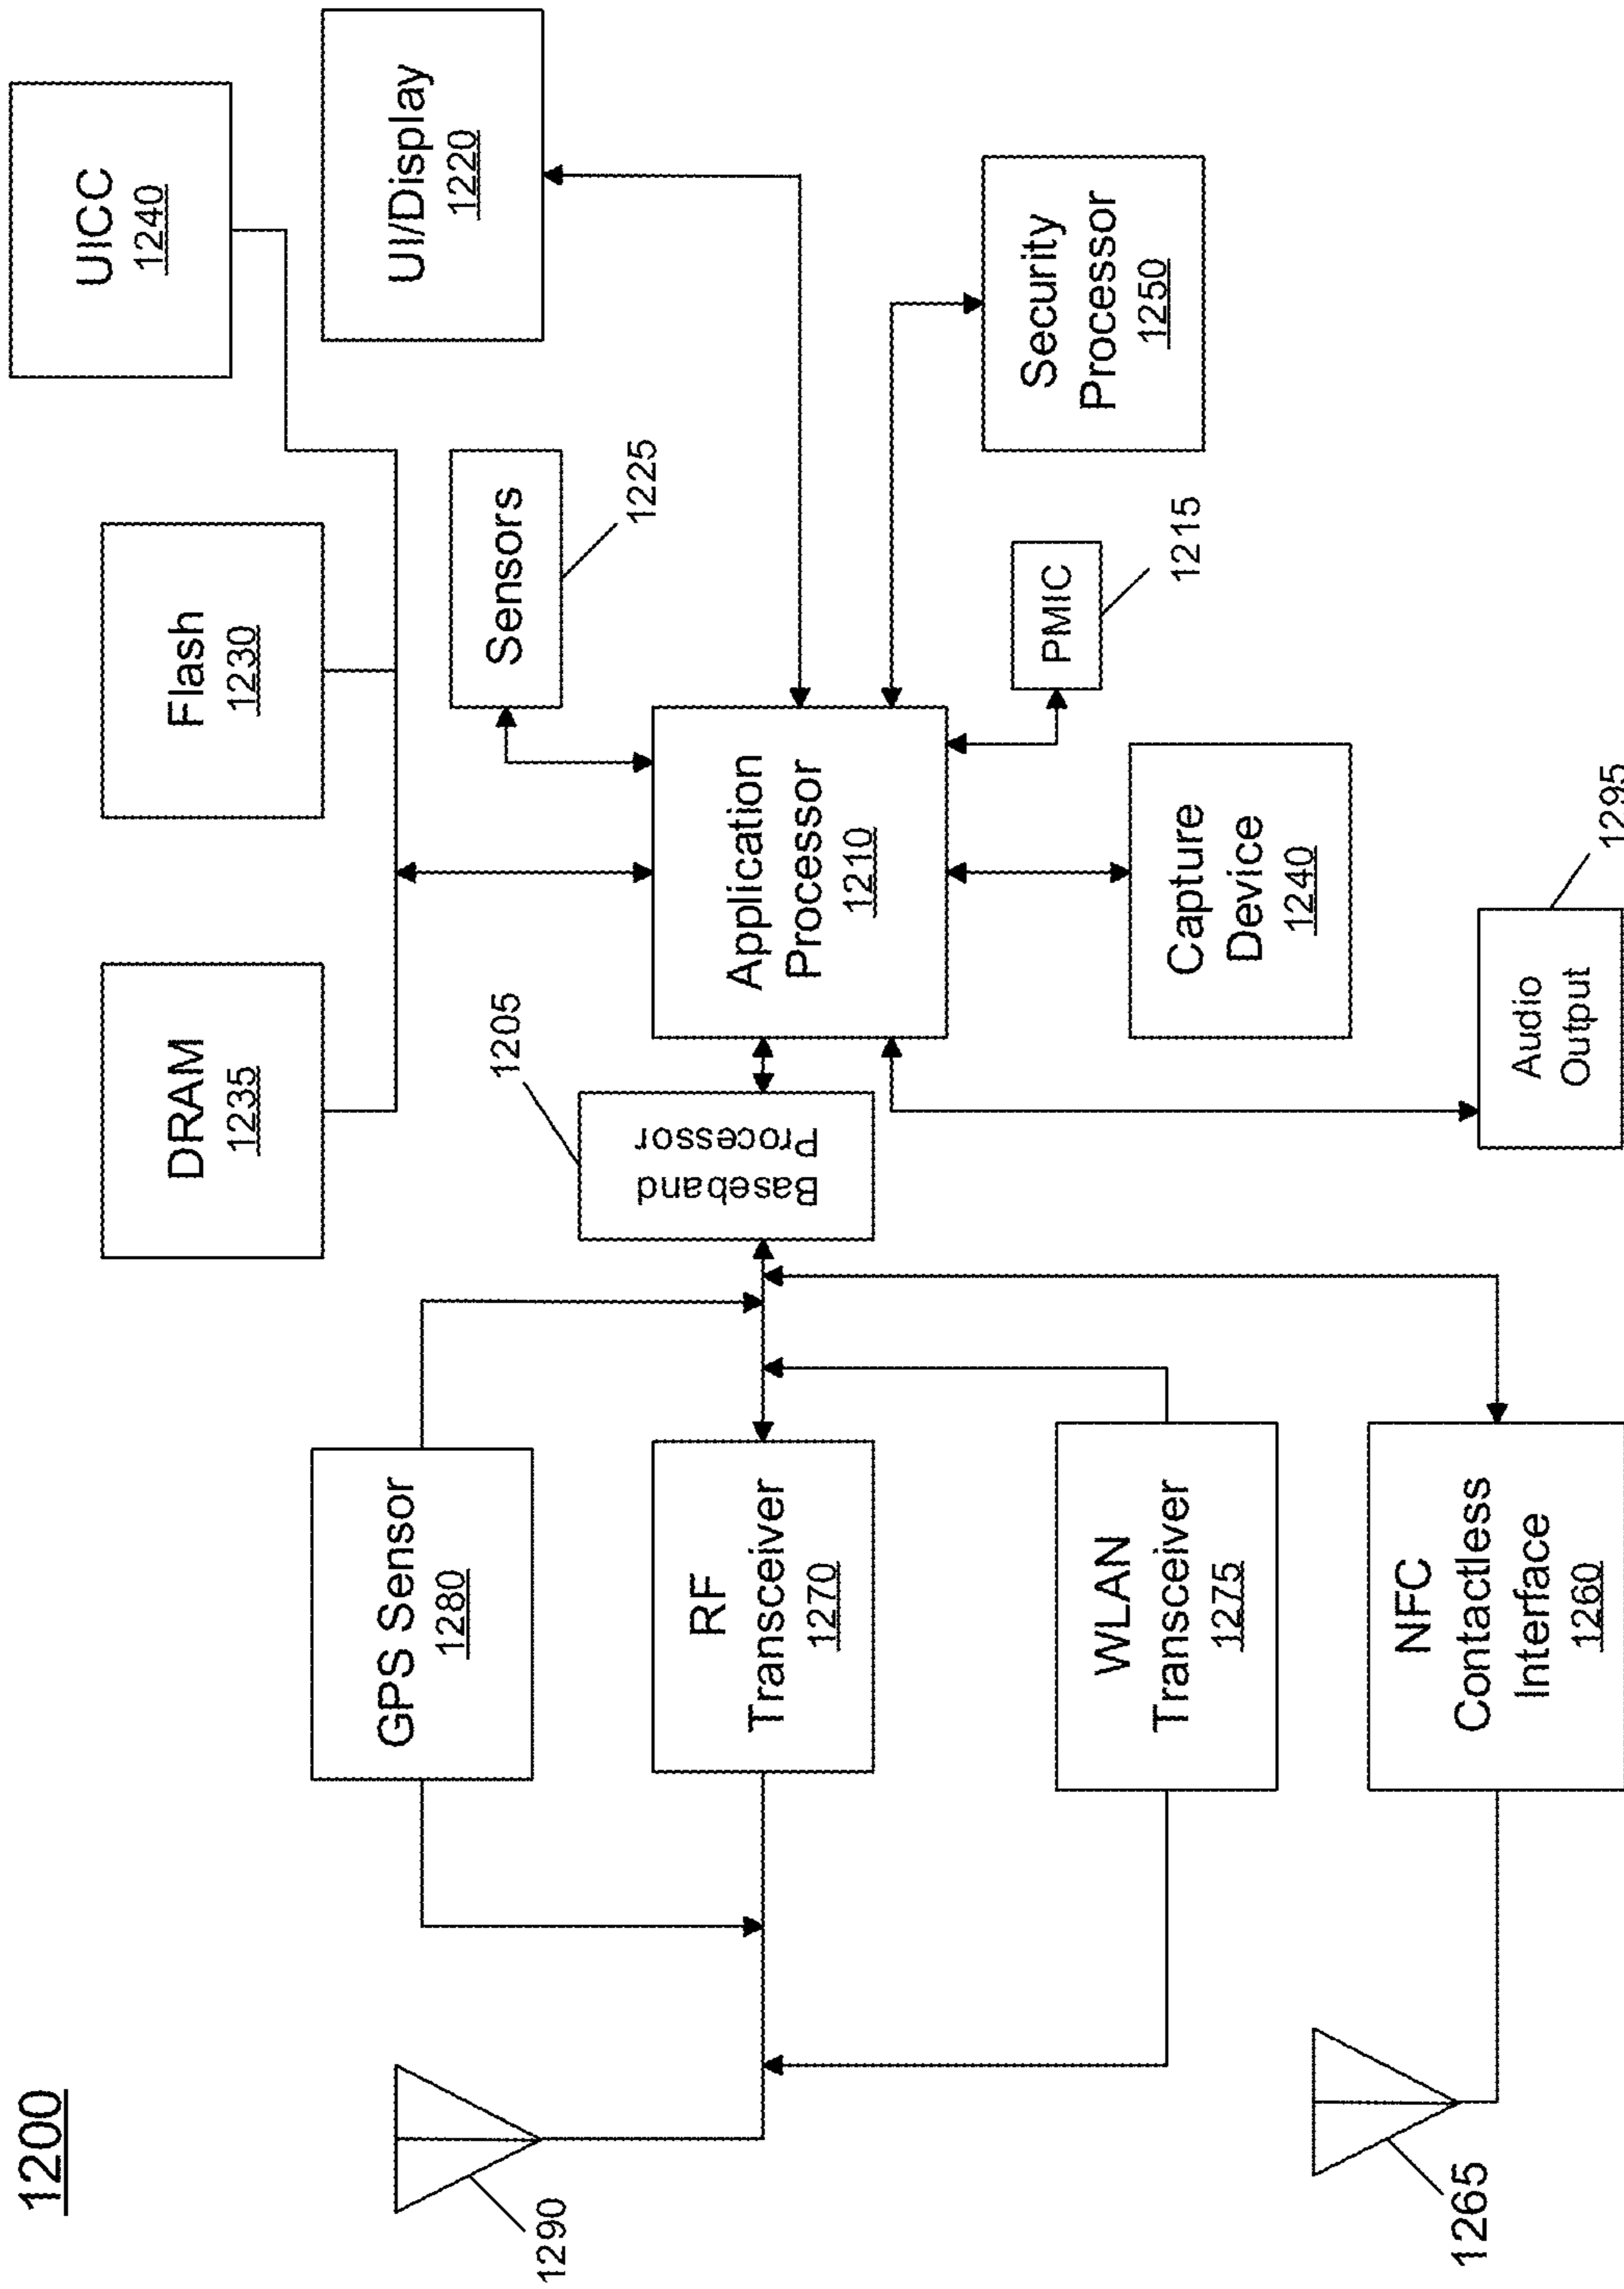 1200
UICC
1240
DRAM
1235
Flash
1230
UI/Display
1220
GPS Sensor
1280
1290
Sensors
1225
1205
Baseband
Processor
RF
Transceiver
1270
Application
Processor
1210
Security
Processor
1250
PMIC
1215
WLAN
Transceiver
1275
Capture
Device
1240
NFC
Contactless
Interface
1260
1265
Audio
Output
1295